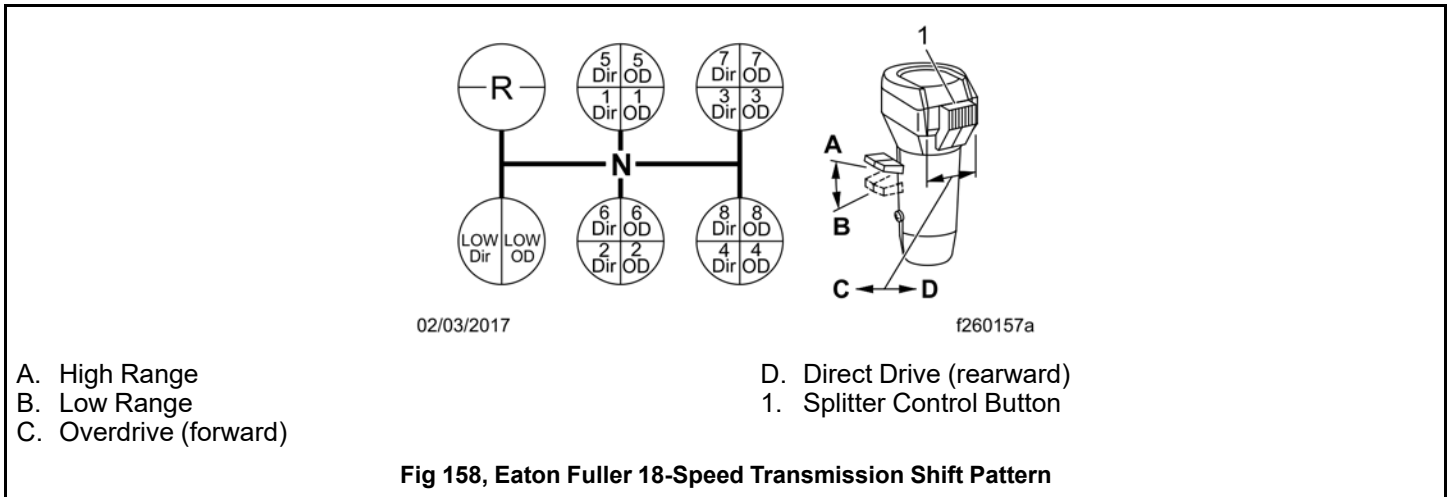 R
5 5
Dir OD
1 1
Dir OD
7 7
Dir OD
3 3
Dir OD
N
LOW LOW
Dir OD
6 6
Dir OD
2 2
Dir OD
8 8
Dir OD
4 4
Dir OD
1
A
B
C D
02/03/2017
f260157a
A. High Range
B. Low Range
C. Overdrive (forward)
D. Direct Drive (rearward)
1. Splitter Control Button
Fig 158, Eaton Fuller 18-Speed Transmission Shift Pattern